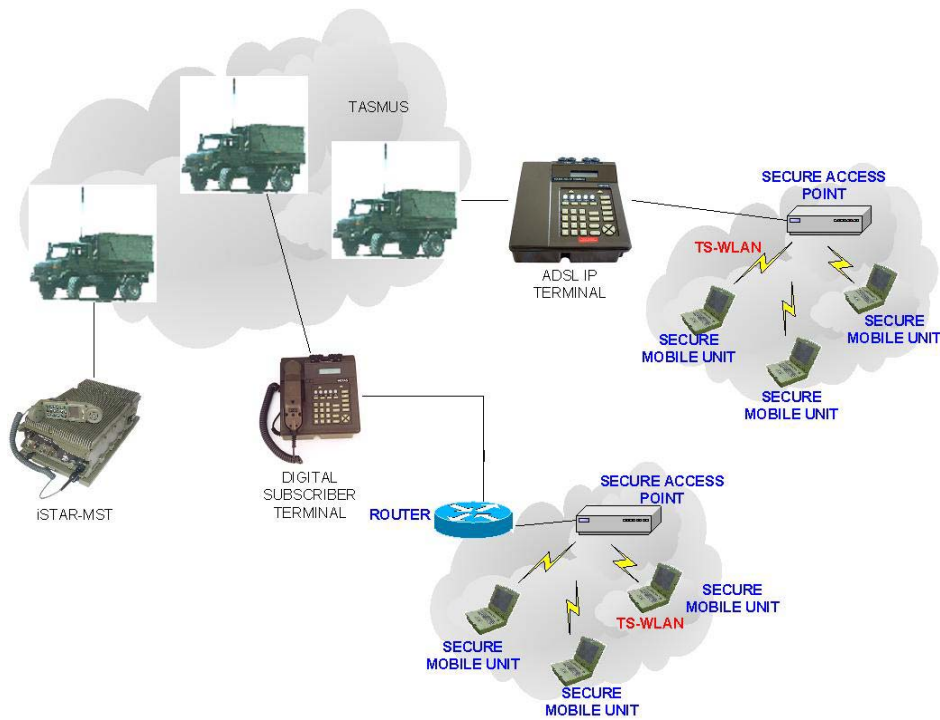 TASMUS
ADSL IP
TERMINAL
SECURE ACCESS
POINT
TS-WLAN
SECURE
MOBILE UNIT
SECURE
MOBILE UNIT
SECURE
MOBILE UNIT
iSTAR-MST
DIGITAL
SUBSCRIBER
TERMINAL
ROUTER
SECURE ACCESS
POINT
SECURE
MOBILE UNIT
TS-WLAN
SECURE
MOBILE UNIT
SECURE
MOBILE UNIT